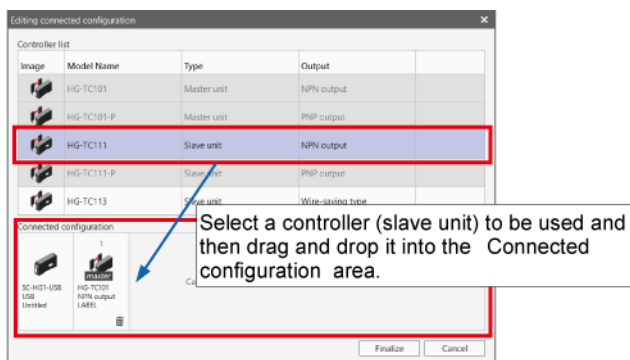 Editing connected configuration
Controller list
Image Model Name Type Output
HG-TC101 Master unit NPN output
HG-TC101-P Master unit PNP output
HG-TC111 Slave unit NPN output
HG-TC111-P Slave unit PNP output
HG-TC113 Slave unit Wire-saving type
Connected configuration
Select a controller (slave unit) to be used and
then drag and drop it into the Connected
configuration area.
1
master
SC-HG1-USB
USB
Untitled
HG-TC101
NPN output
LABEL
Finalize Cancel